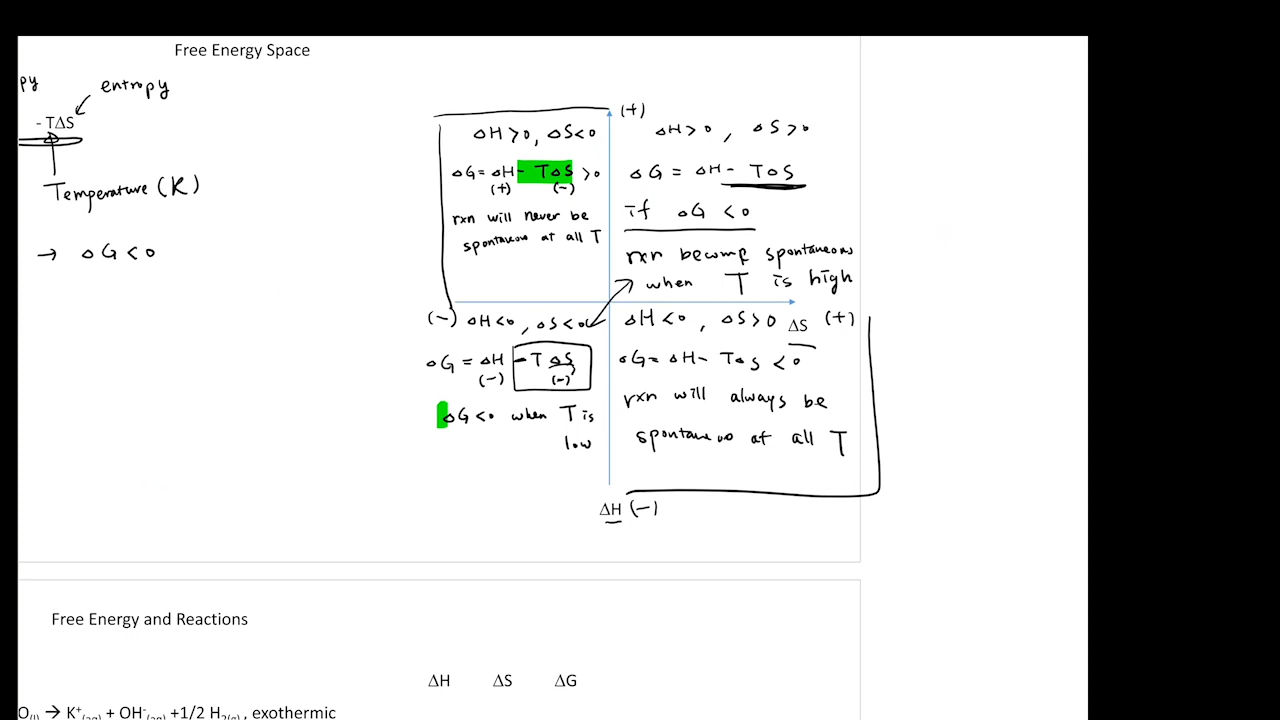 Free Energy Space
py
entropy
- TΔS
Temperature (K)
→ ΔG < 0
(+)
ΔH > 0, ΔS < 0
ΔG = ΔH - TΔS > 0
(+) (-)
rxn will never be
spontaneous at all T
ΔH > 0, ΔS > 0
ΔG = ΔH - TΔS
if ΔG < 0
rxn become spontaneous
when T is high
(-) ΔH < 0, ΔS < 0
ΔG = ΔH - TΔS
(-) (-)
ΔG < 0 when T is
low
ΔH < 0, ΔS > 0 ΔS (+)
ΔG = ΔH - TΔS < 0
rxn will always be
spontaneous at all T
ΔH (-)
Free Energy and Reactions
ΔH ΔS ΔG
O(l) → K⁺(aq) + OH⁻(aq) +1/2 H₂(g), exothermic